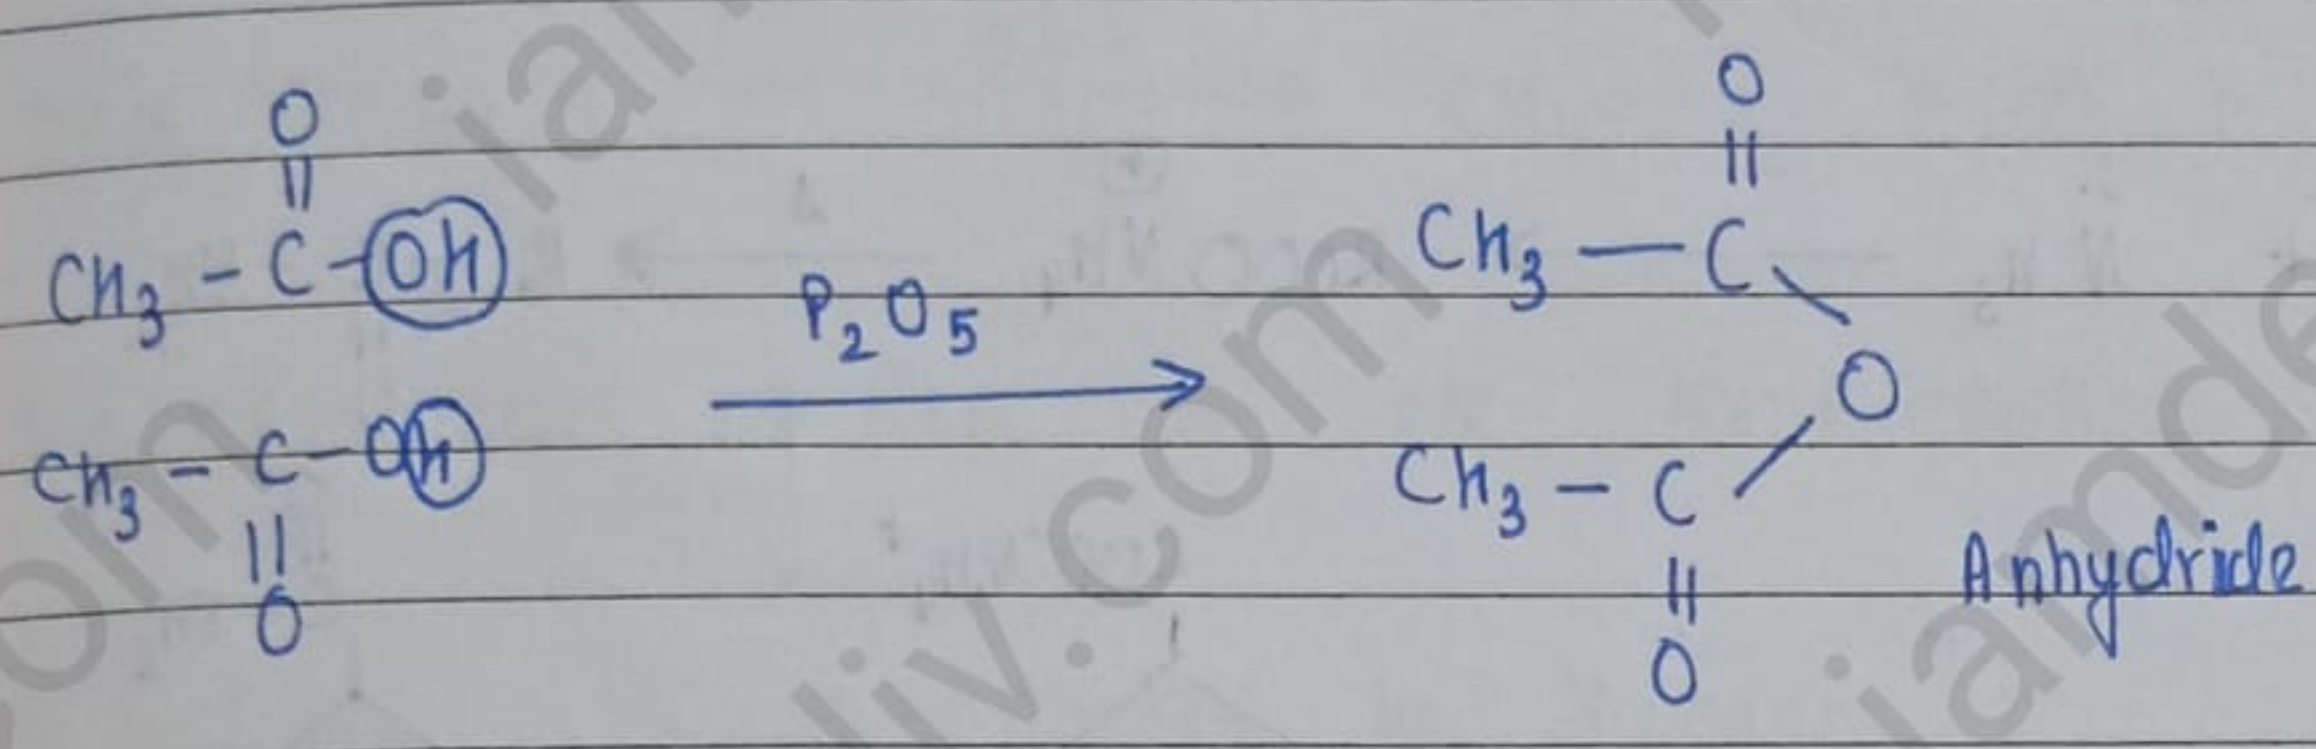 O
||
CH₃ - C - OH
P₂O₅
CH₃ - C - OH
||
O
O
||
CH₃ — C
O
CH₃ - C
||
O
Anhydride